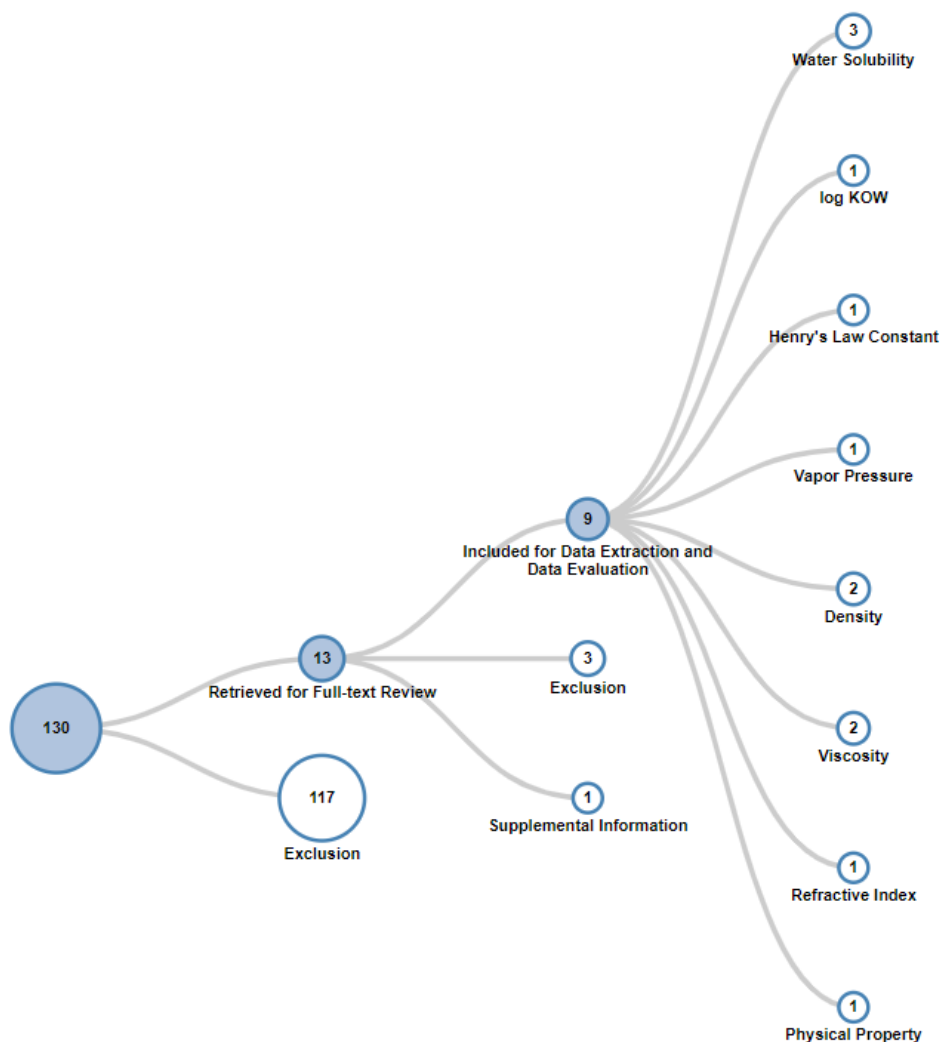 3
Water Solubility
1
log KOW
1
Henry's Law Constant
1
Vapor Pressure
9
Included for Data Extraction and
Data Evaluation
2
Density
13
Retrieved for Full-text Review
3
Exclusion
130
2
Viscosity
117
Exclusion
1
Supplemental Information
1
Refractive Index
1
Physical Property